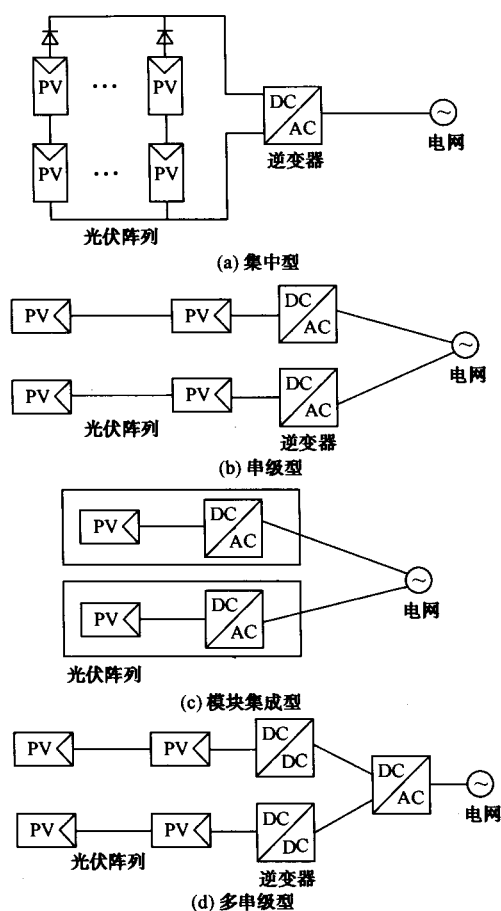 PV … PV
DC
AC
电网
逆变器
PV … PV
光伏阵列
(a) 集中型
PV PV DC
AC
电网
PV PV DC
AC
光伏阵列 逆变器
(b) 串级型
PV DC
AC
电网
PV DC
AC
光伏阵列
(c) 模块集成型
PV PV DC
DC
DC
AC
电网
PV PV DC
DC
光伏阵列 逆变器
(d) 多串级型